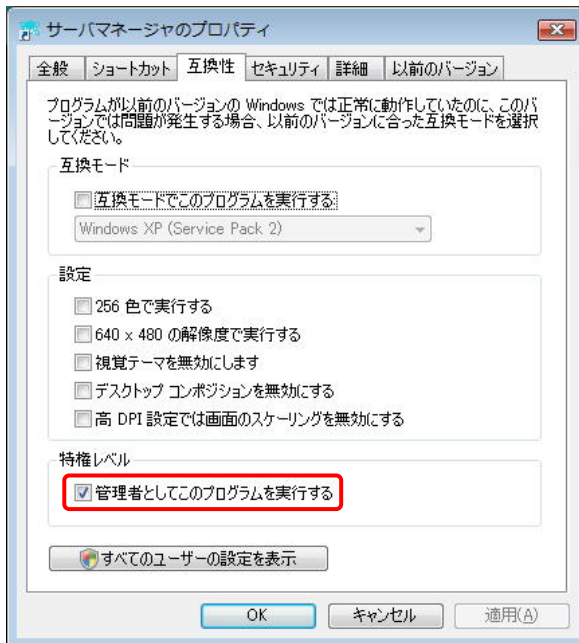 サーバマネージャのプロパティ
全般 ショートカット 互換性 セキュリティ 詳細 以前のバージョン
プログラムが以前のバージョンの Windows では正常に動作していたのに、このバ
ージョンでは問題が発生する場合、以前のバージョンに合った互換モードを選択
してください。
互換モード
互換モードでこのプログラムを実行する:
Windows XP (Service Pack 2)
設定
256 色で実行する
640 x 480 の解像度で実行する
視覚テーマを無効にします
デスクトップ コンポジションを無効にする
高 DPI 設定では画面のスケーリングを無効にする
特権レベル
管理者としてこのプログラムを実行する
すべてのユーザーの設定を表示
OK キャンセル 適用(A)